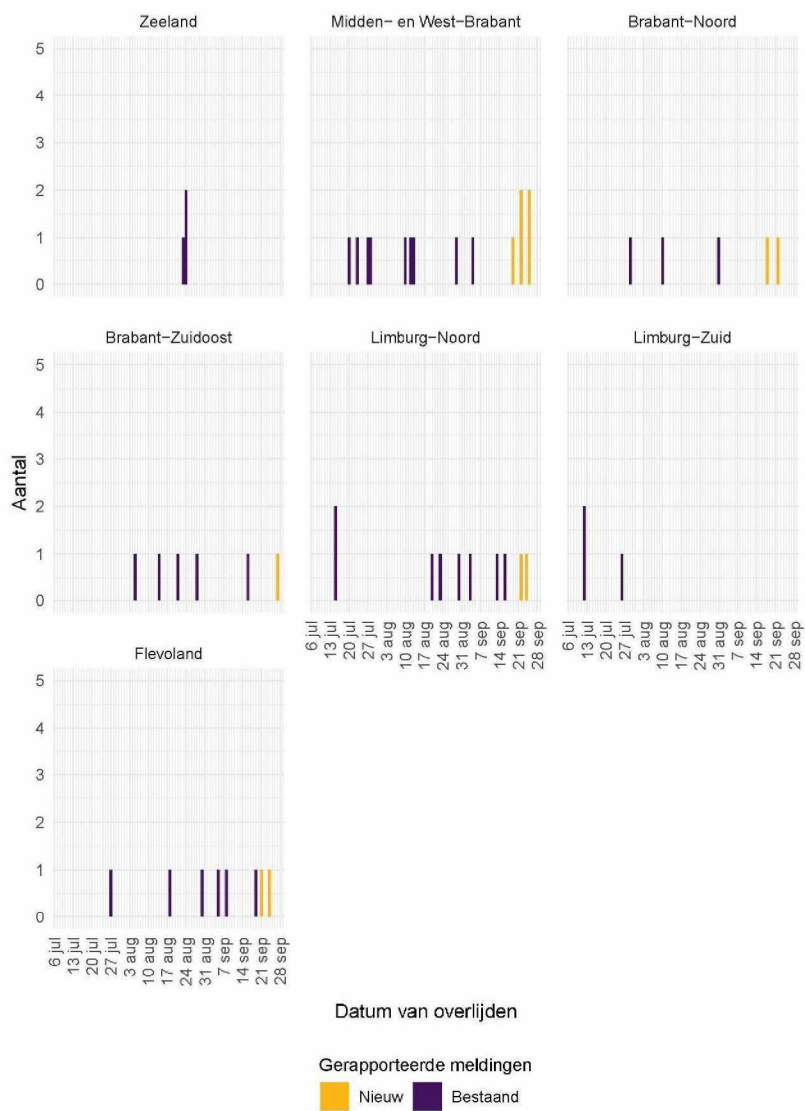 Zeeland
Midden- en West-Brabant
Brabant-Noord
5
4
3
2
1
0
Brabant-Zuidoost
Limburg-Noord
Limburg-Zuid
5
4
3
2
1
0
6 jul
13 jul
20 jul
27 jul
3 aug
10 aug
17 aug
24 aug
31 aug
7 sep
14 sep
21 sep
28 sep
6 jul
13 jul
20 jul
27 jul
3 aug
10 aug
17 aug
24 aug
31 aug
7 sep
14 sep
21 sep
28 sep
Aantal
Flevoland
5
4
3
2
1
0
6 jul
13 jul
20 jul
27 jul
3 aug
10 aug
17 aug
24 aug
31 aug
7 sep
14 sep
21 sep
28 sep
Datum van overlijden
Gerapporteerde meldingen
Nieuw
Bestaand